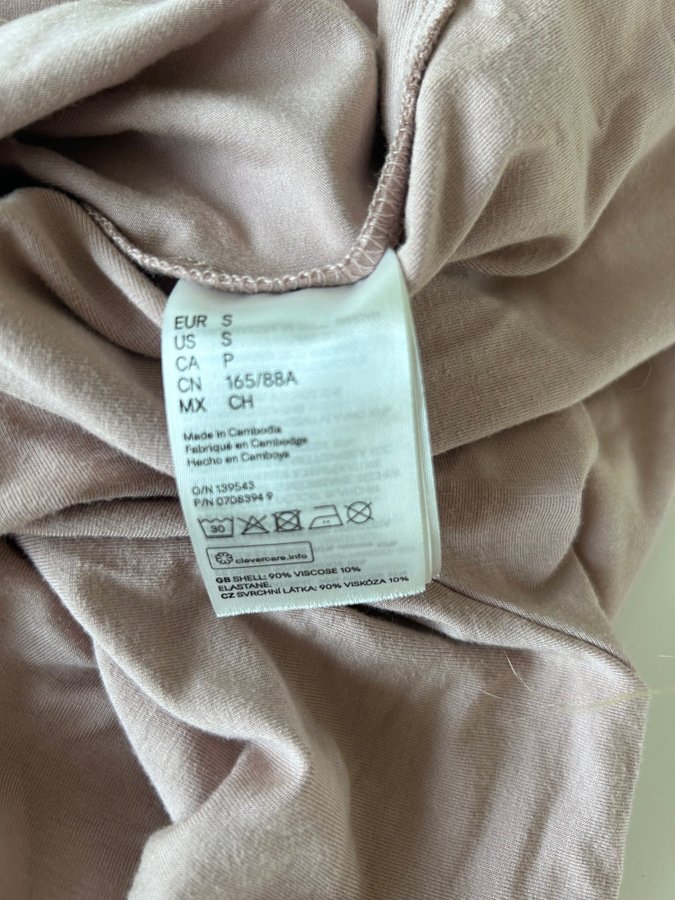 EUR S
US S
CA P
CN 165/88A
MX CH
Made in Cambodia
Fabriqué en Cambodge
Hecho en Camboya
O/N 139543
P/N 0708394 9
30
clevercare.info
GB SHELL: 90% VISCOSE 10%
ELASTANE.
CZ SVRCHNÍ LÁTKA: 90% VISKÓZA 10%